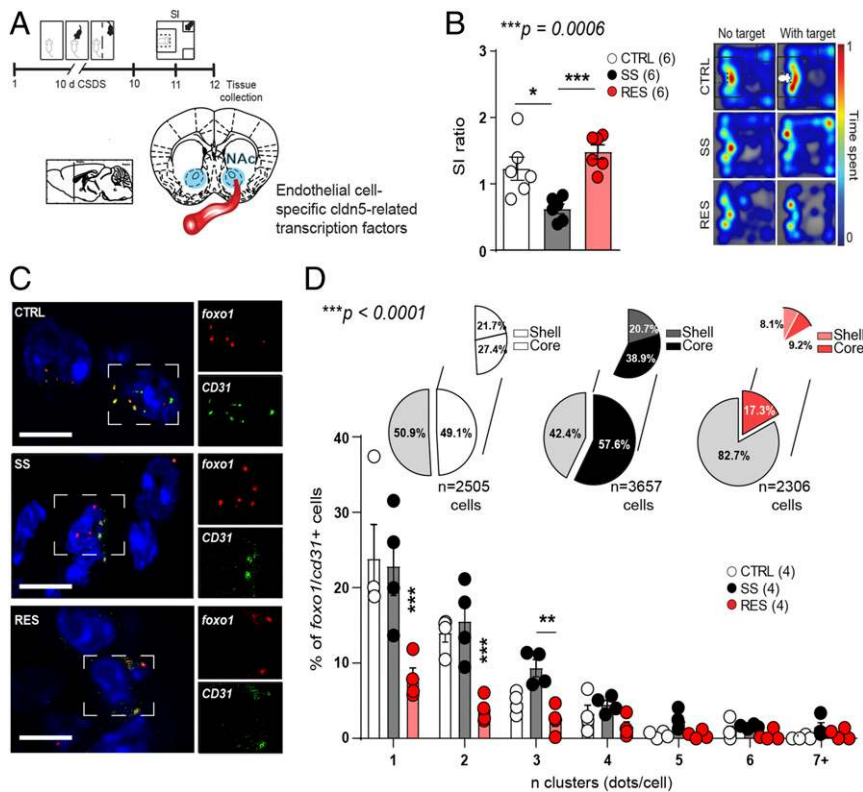 A
SI
1
10 d CSDS
10
11
12
Tissue
collection
NAc
Endothelial cell-
specific cldn5-related
transcription factors
B
***p = 0.0006
CTRL (6)
SS (6)
RES (6)
*
***
SI ratio
3
2
1
0
No target
With target
CTRL
SS
RES
1
Time spent
0
C
CTRL
foxo1
CD31
SS
foxo1
CD31
RES
foxo1
CD31
D
***p < 0.0001
21.7%
27.4%
Shell
Core
50.9%
49.1%
n=2505
cells
20.7%
38.9%
Shell
Core
42.4%
57.6%
n=3657
cells
8.1%
9.2%
Shell
Core
17.3%
82.7%
n=2306
cells
% of foxo1/cd31+ cells
40
30
20
10
0
***
***
**
CTRL (4)
SS (4)
RES (4)
1
2
3
4
5
6
7+
n clusters (dots/cell)